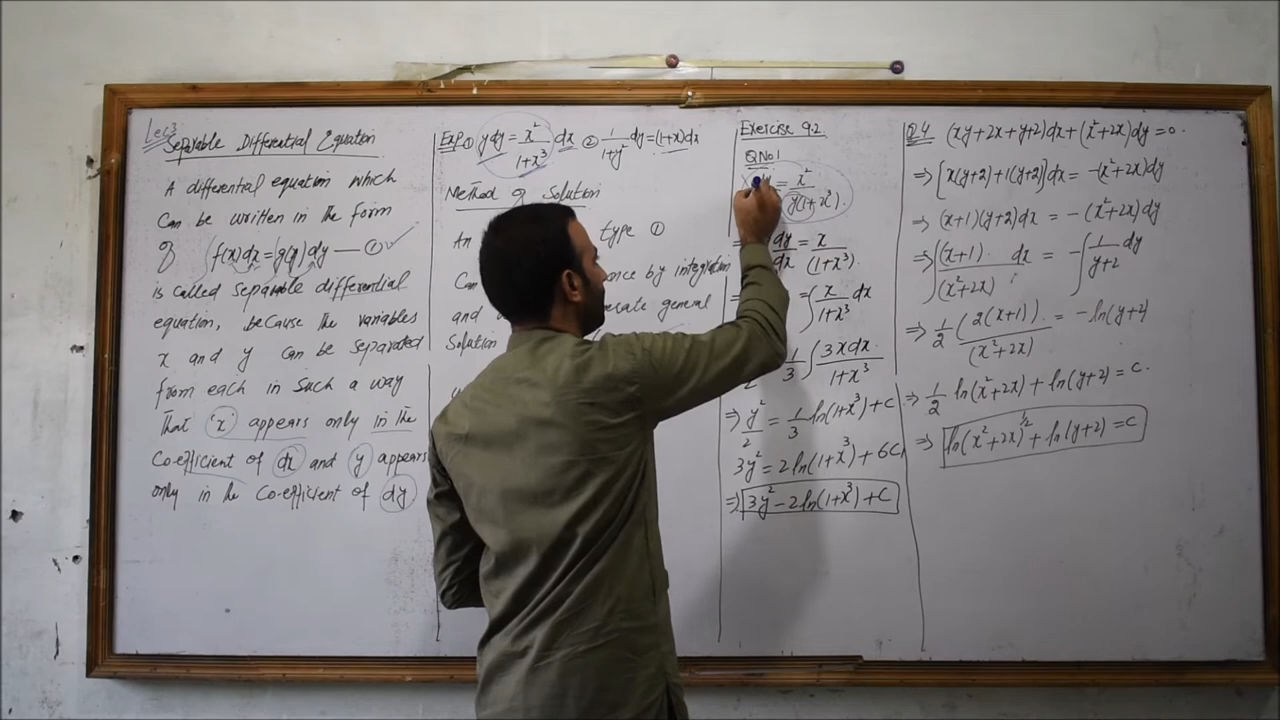 Lec 3
Separable Differential Equation
A differential equation which
Can be written in the form
of f(x)dx = g(y)dy — ①
is called separable differential
equation, because the variables
x and y can be separated
from each in such a way
That 'x' appears only in the
Co-efficient of dx and y appears
only in the co-efficient of dy
Exp ① ydy = x²/(1+x³) dx ② 1/(1+y²) dy = (1+x)dx
Method of Solution
An type ①
Can by integration
and general
Solution
Exercise 9.2
Q No 1
= x²/(y(1+x³)).
dy/dx = x/(1+x³).
= ∫ x/(1+x³) dx
1/3 ∫ 3xdx/(1+x³)
⇒ y²/2 = 1/3 ln(1+x³)+C
3y² = 2ln(1+x³)+6C₁
⇒ 3y² - 2ln(1+x³)+C
Q4 (xy+2x+y+2)dx+(x²+2x)dy=0.
⇒ [x(y+2)+1(y+2)]dx = -(x²+2x)dy
⇒ (x+1)(y+2)dx = -(x²+2x)dy
⇒ ∫ (x+1)/(x²+2x) dx = -∫ 1/(y+2) dy
⇒ 1/2 (2(x+1))/(x²+2x) = -ln(y+2)
⇒ 1/2 ln(x²+2x)+ln(y+2)=C.
⇒ ln(x²+2x)^½+ln(y+2)=C